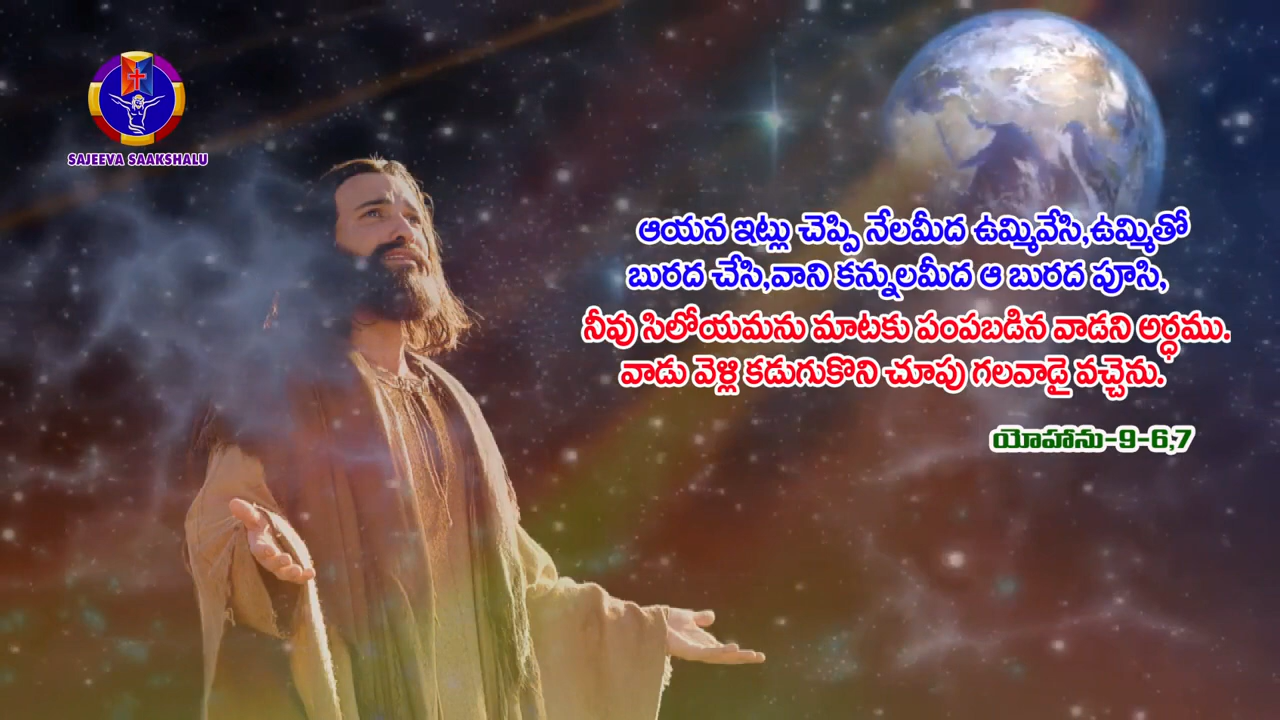 SAJEEVA SAAKSHALU
ఆయన ఇట్లు చెప్పి నేలమీద ఉమ్మివేసి,ఉమ్మితో
బురద చేసి,వాని కన్నులమీద ఆ బురద పూసి,
నీవు సిలోయమను మాటకు పంపబడిన వాడని అర్ధము.
వాడు వెళ్లి కడుగుకొని చూపు గలవాడై వచ్చెను.
యోహాను-9-6,7